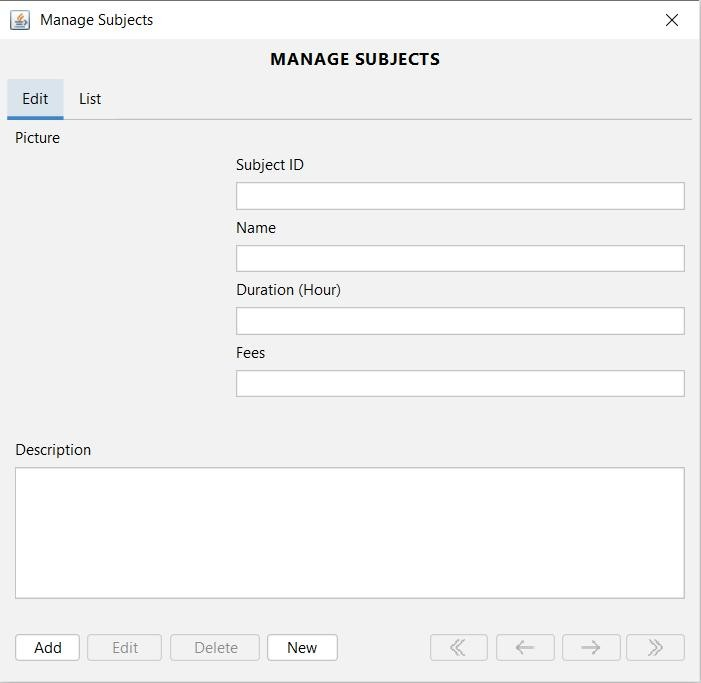 Manage Subjects
MANAGE SUBJECTS
Edit List
Picture
Subject ID
Name
Duration (Hour)
Fees
Description
Add Edit Delete New